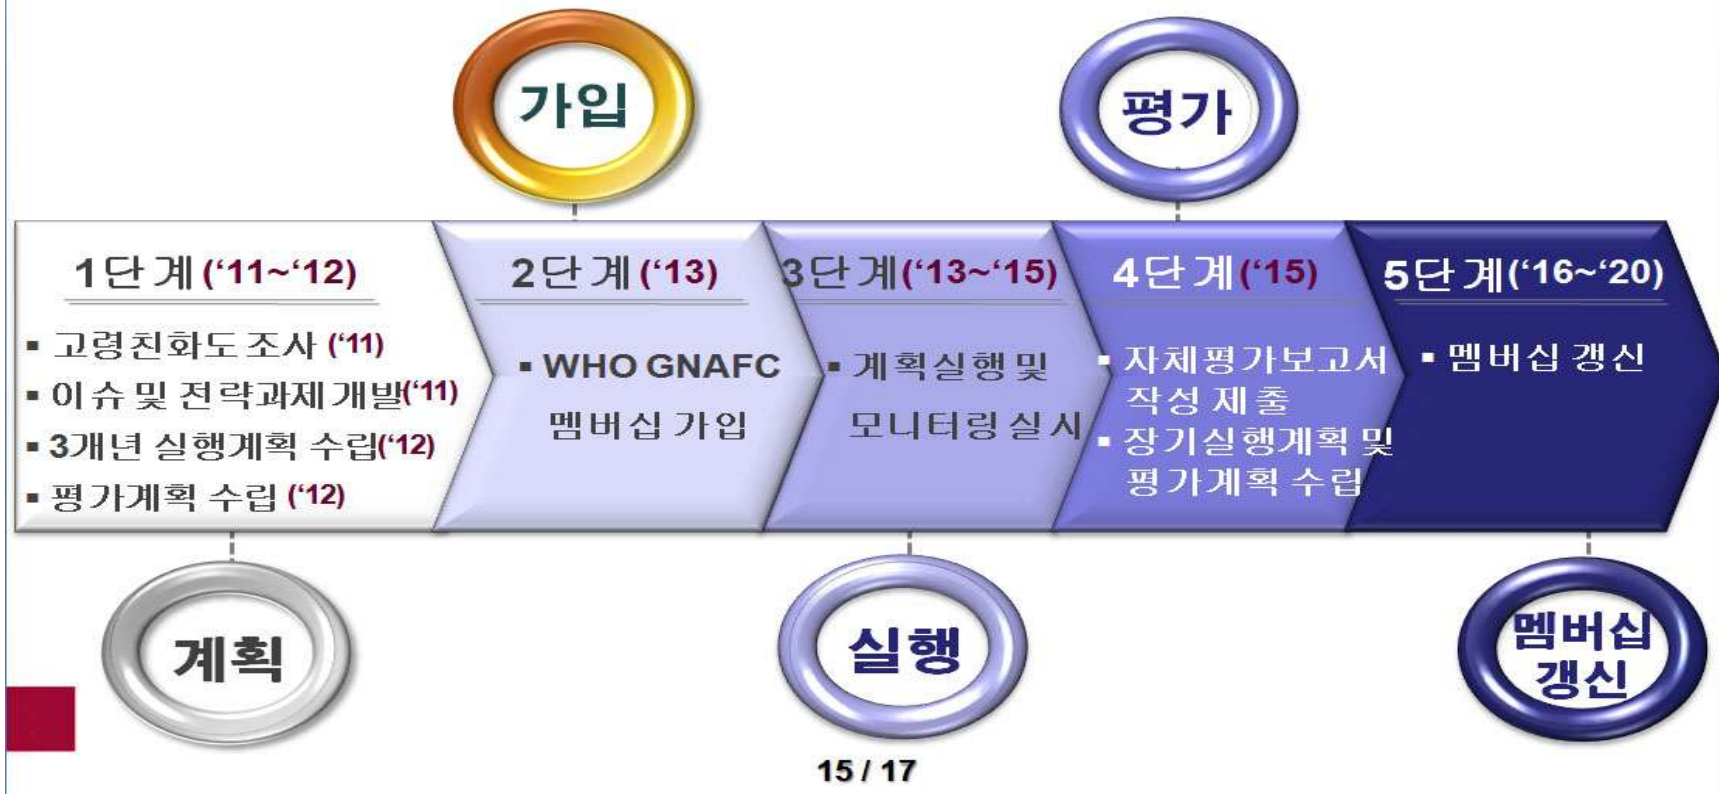 가입
평가
1단계(‘11~‘12)
▪ 고령친화도 조사 (‘11)
▪ 이슈 및 전략과제 개발(‘11)
▪ 3개년 실행계획 수립(‘12)
▪ 평가계획 수립 (‘12)
2단계(‘13)
▪ WHO GNAFC
멤버십 가입
3단계(‘13~‘15)
▪ 계획실행 및
모니터링 실시
4단계(‘15)
▪ 자체평가보고서
작성 제출
▪ 장기실행계획 및
평가계획 수립
5단계(‘16~‘20)
▪ 멤버십 갱신
계획
실행
멤버십
갱신
15 / 17